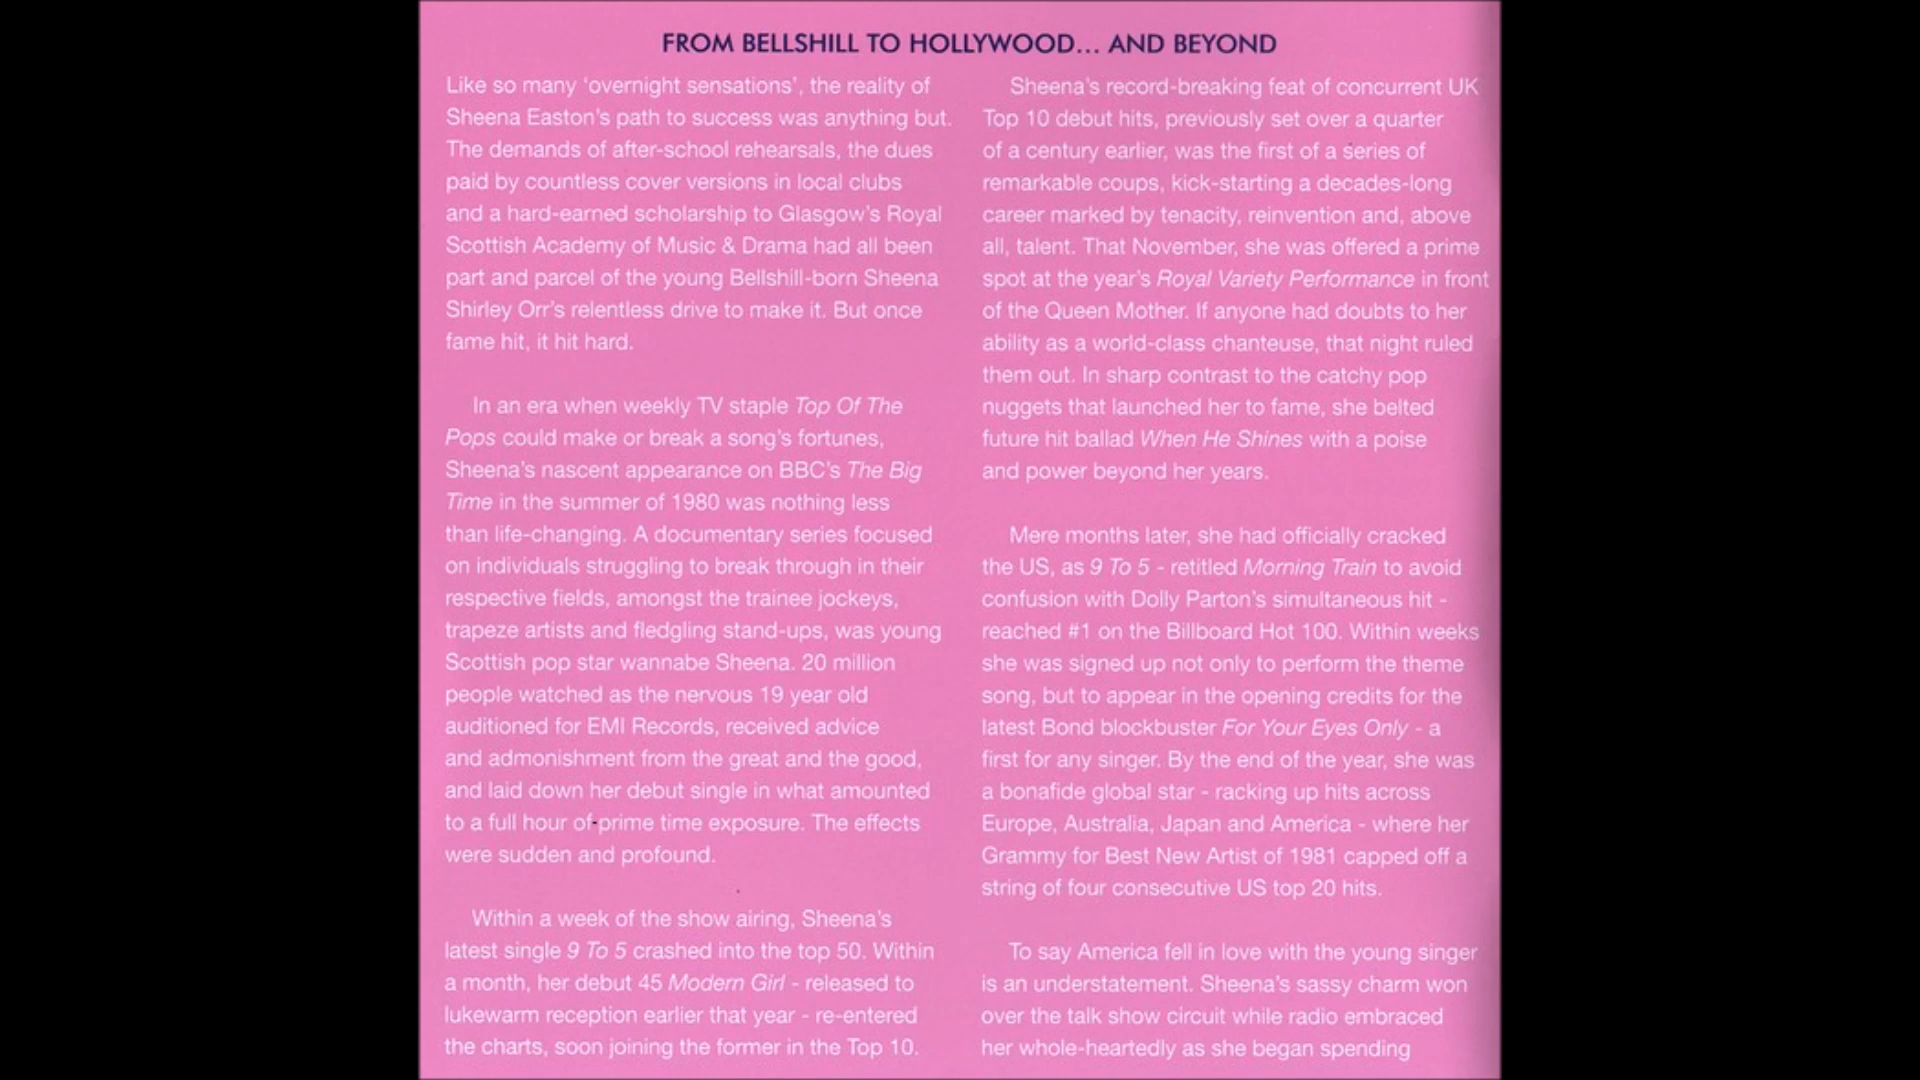 FROM BELLSHILL TO HOLLYWOOD... AND BEYOND
Like so many ‘overnight sensations’, the reality of
Sheena Easton’s path to success was anything but.
The demands of after-school rehearsals, the dues
paid by countless cover versions in local clubs
and a hard-earned scholarship to Glasgow’s Royal
Scottish Academy of Music & Drama had all been
part and parcel of the young Bellshill-born Sheena
Shirley Orr’s relentless drive to make it. But once
fame hit, it hit hard.
In an era when weekly TV staple Top Of The
Pops could make or break a song’s fortunes,
Sheena’s nascent appearance on BBC’s The Big
Time in the summer of 1980 was nothing less
than life-changing. A documentary series focused
on individuals struggling to break through in their
respective fields, amongst the trainee jockeys,
trapeze artists and fledgling stand-ups, was young
Scottish pop star wannabe Sheena. 20 million
people watched as the nervous 19 year old
auditioned for EMI Records, received advice
and admonishment from the great and the good,
and laid down her debut single in what amounted
to a full hour of prime time exposure. The effects
were sudden and profound.
Within a week of the show airing, Sheena’s
latest single 9 To 5 crashed into the top 50. Within
a month, her debut 45 Modern Girl - released to
lukewarm reception earlier that year - re-entered
the charts, soon joining the former in the Top 10.
Sheena’s record-breaking feat of concurrent UK
Top 10 debut hits, previously set over a quarter
of a century earlier, was the first of a series of
remarkable coups, kick-starting a decades-long
career marked by tenacity, reinvention and, above
all, talent. That November, she was offered a prime
spot at the year’s Royal Variety Performance in front
of the Queen Mother. If anyone had doubts to her
ability as a world-class chanteuse, that night ruled
them out. In sharp contrast to the catchy pop
nuggets that launched her to fame, she belted
future hit ballad When He Shines with a poise
and power beyond her years.
Mere months later, she had officially cracked
the US, as 9 To 5 - retitled Morning Train to avoid
confusion with Dolly Parton’s simultaneous hit -
reached #1 on the Billboard Hot 100. Within weeks
she was signed up not only to perform the theme
song, but to appear in the opening credits for the
latest Bond blockbuster For Your Eyes Only - a
first for any singer. By the end of the year, she was
a bonafide global star - racking up hits across
Europe, Australia, Japan and America - where her
Grammy for Best New Artist of 1981 capped off a
string of four consecutive US top 20 hits.
To say America fell in love with the young singer
is an understatement. Sheena’s sassy charm won
over the talk show circuit while radio embraced
her whole-heartedly as she began spending